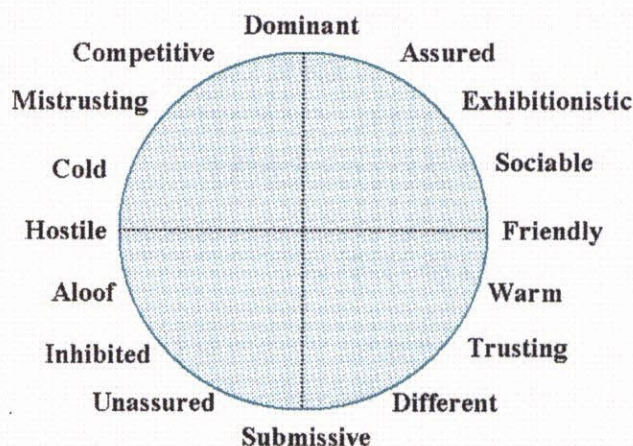 Dominant
Competitive Assured
Mistrusting Exhibitionistic
Cold Sociable
Hostile Friendly
Aloof Warm
Inhibited Trusting
Unassured Different
Submissive